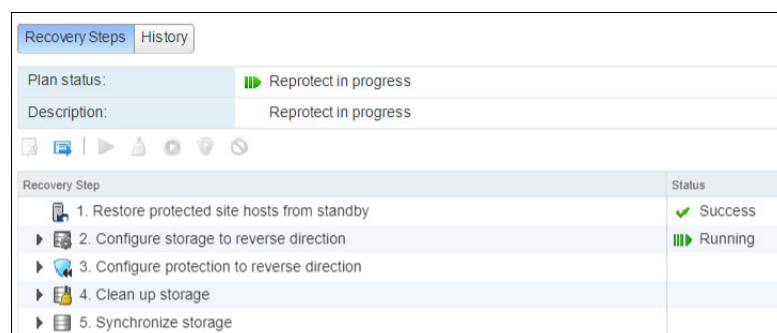 Recovery Steps History
Plan status: Reprotect in progress
Description: Reprotect in progress
Recovery Step Status
1. Restore protected site hosts from standby Success
2. Configure storage to reverse direction Running
3. Configure protection to reverse direction
4. Clean up storage
5. Synchronize storage